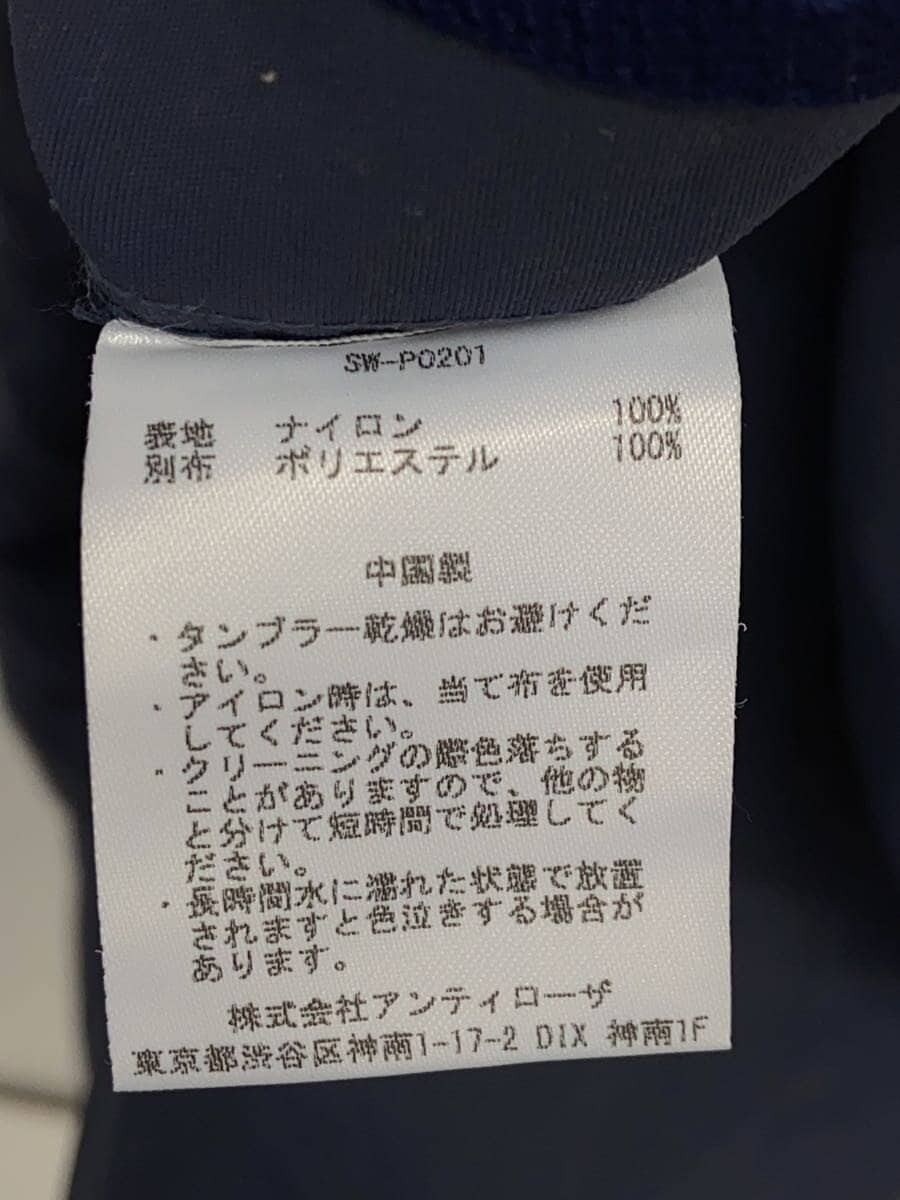 SW-P0201
表地 ナイロン 100%
別布 ポリエステル 100%
中国製
・タンブラー乾燥はお避けくだ
さい。
・アイロン時は、当て布を使用
してください。
・クリーニングの際色落ちする
ことがありますので、他の物
と分けて短時間で処理してく
ださい。
・長時間水に濡れた状態で放置
されますと色泣きする場合が
あります。
株式会社アンティローザ
東京都渋谷区神南1-17-2 DIX 神南1F